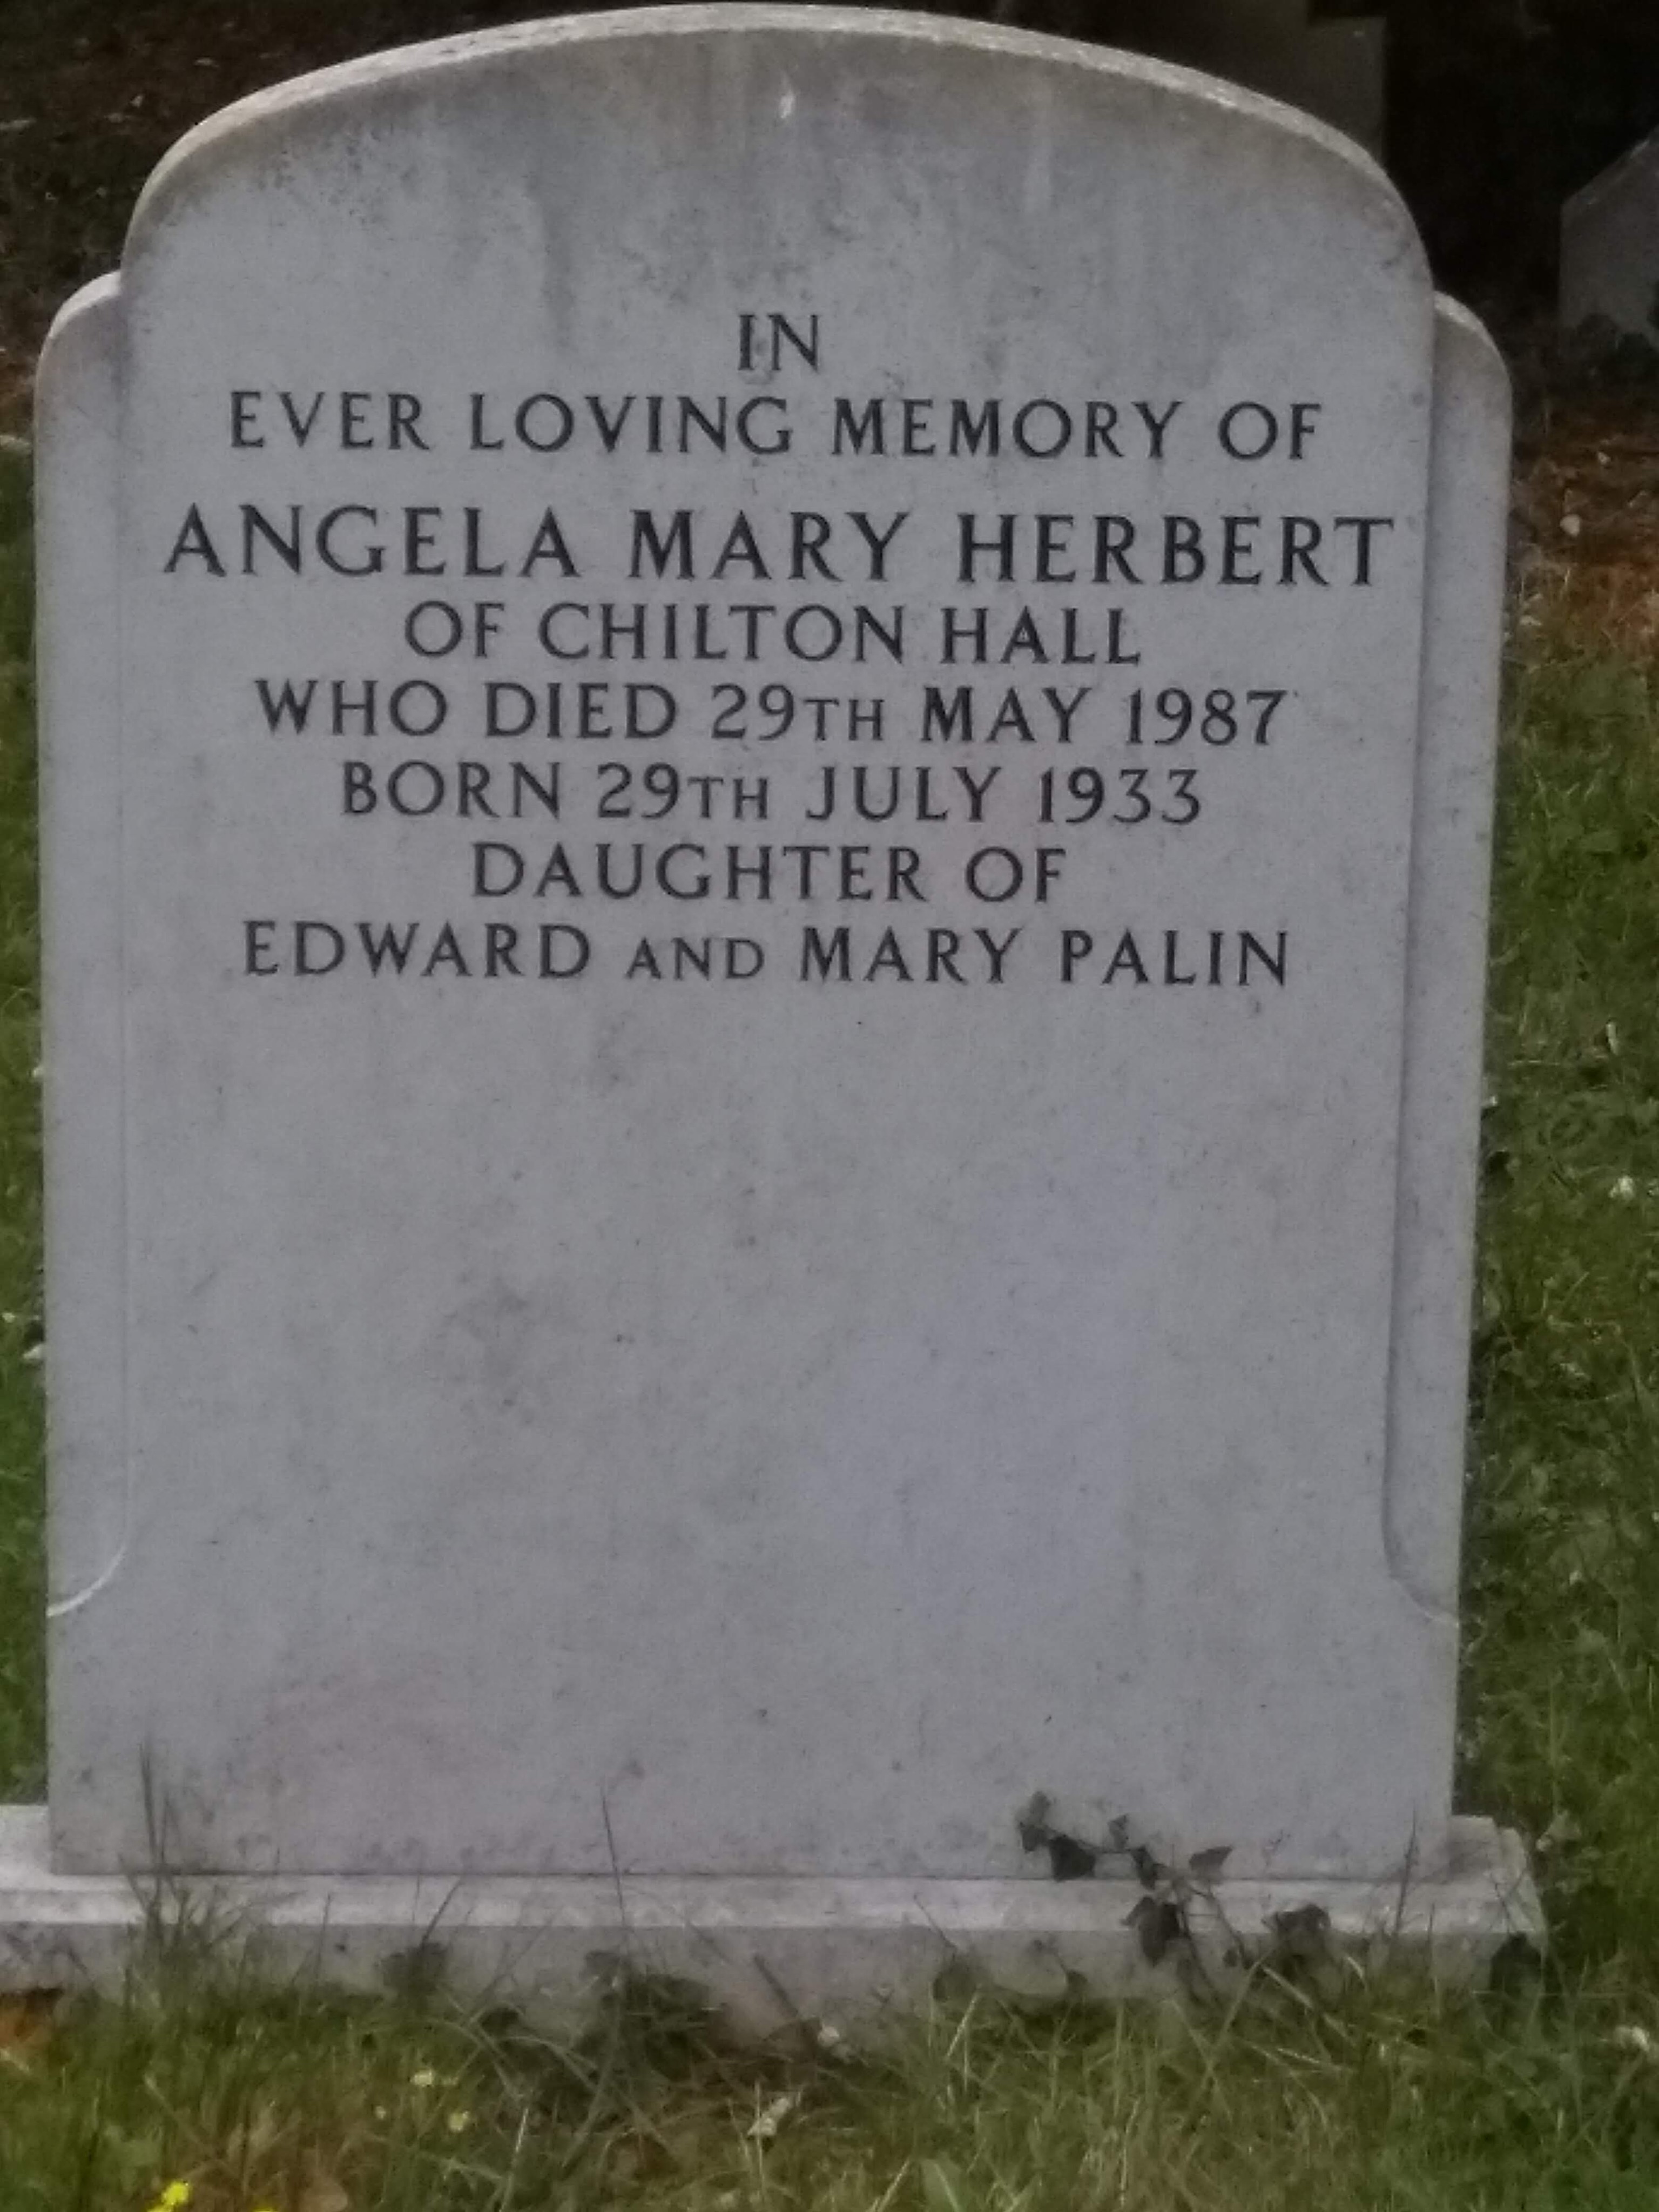 IN
EVER LOVING MEMORY OF
ANGELA MARY HERBERT
OF CHILTON HALL
WHO DIED 29TH MAY 1987
BORN 29TH JULY 1933
DAUGHTER OF
EDWARD AND MARY PALIN